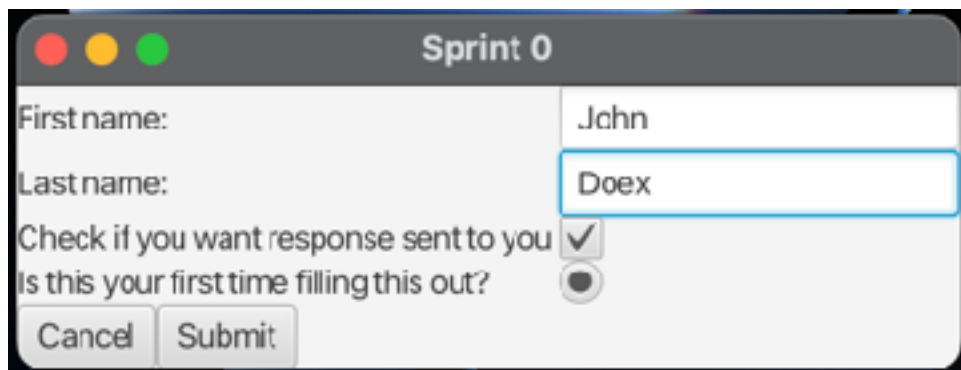 Sprint 0
First name: John
Last name: Doex
Check if you want response sent to you
Is this your first time filling this out?
Cancel Submit